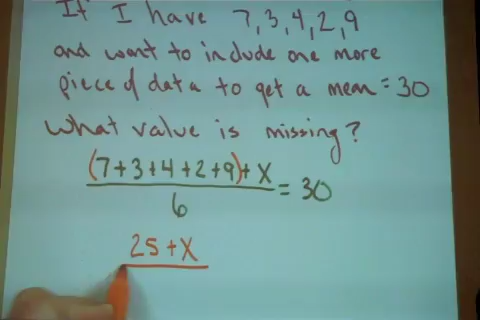 If I have 7, 3, 4, 2, 9
and want to include one more
piece of data to get a mean = 30
What value is missing?
(7+3+4+2+9)+X
6
= 30
25+X